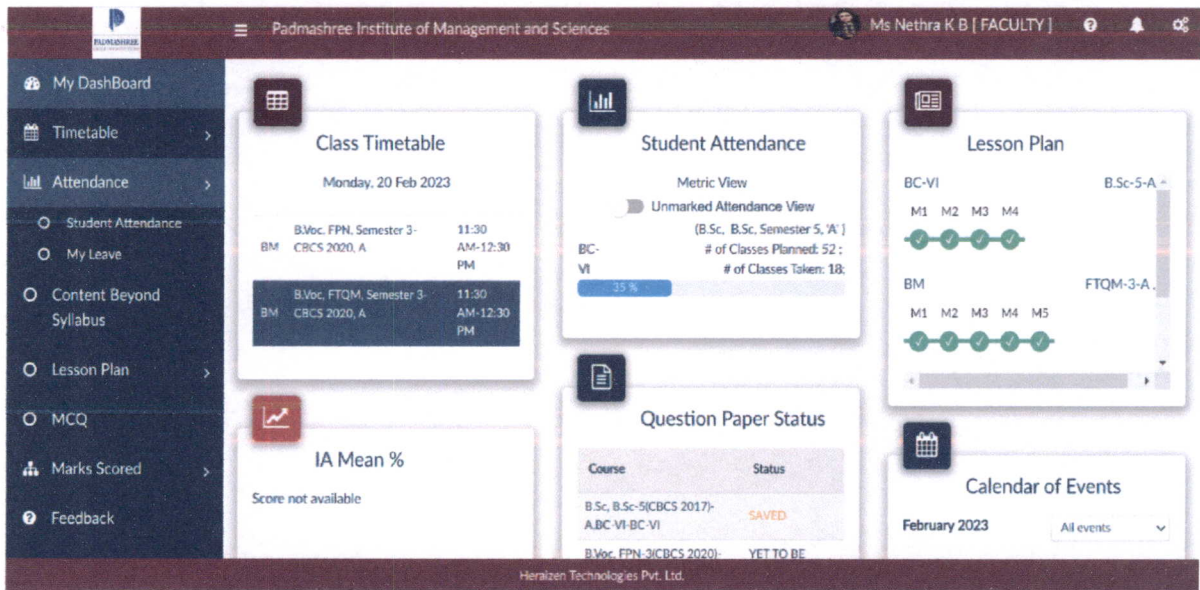 PADMASHREE
Padmashree Institute of Management and Sciences
Ms Nethra K B [ FACULTY ]
My DashBoard
Timetable
Attendance
Student Attendance
My Leave
Content Beyond
Syllabus
Lesson Plan
MCQ
Marks Scored
Feedback
Class Timetable
Monday, 20 Feb 2023
BM
B.Voc, FPN, Semester 3-
CBCS 2020, A
11:30
AM-12:30
PM
BM
B.Voc, FTQM, Semester 3-
CBCS 2020, A
11:30
AM-12:30
PM
IA Mean %
Score not available
Student Attendance
Metric View
Unmarked Attendance View
(B.Sc, B.Sc, Semester 5, 'A' )
BC-
VI
# of Classes Planned: 52 ;
# of Classes Taken: 18;
35 %
Question Paper Status
Course Status
B.Sc, B.Sc-5(CBCS 2017)-
A.BC-VI-BC-VI
SAVED
B.Voc, FPN-3(CBCS 2020)-
YET TO BE
Lesson Plan
BC-VI B.Sc-5-A
M1 M2 M3 M4
BM FTQM-3-A .
M1 M2 M3 M4 M5
Calendar of Events
February 2023 All events
Heraizen Technologies Pvt. Ltd.